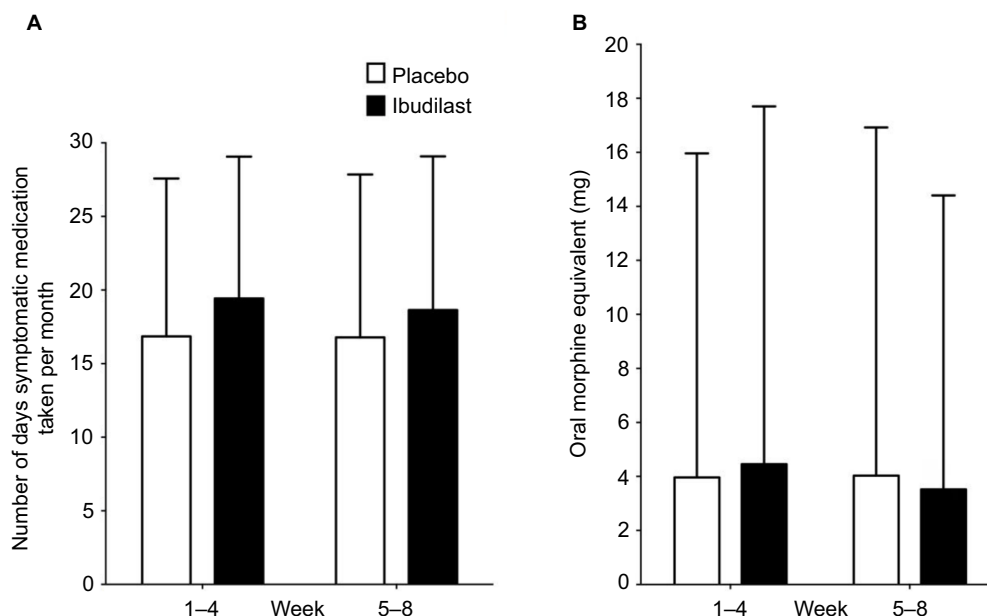 A
Placebo
Ibudilast
Number of days symptomatic medication
taken per month
30
25
20
15
10
5
0
1–4 Week 5–8
B
Oral morphine equivalent (mg)
20
18
16
14
12
10
8
6
4
2
0
1–4 Week 5–8